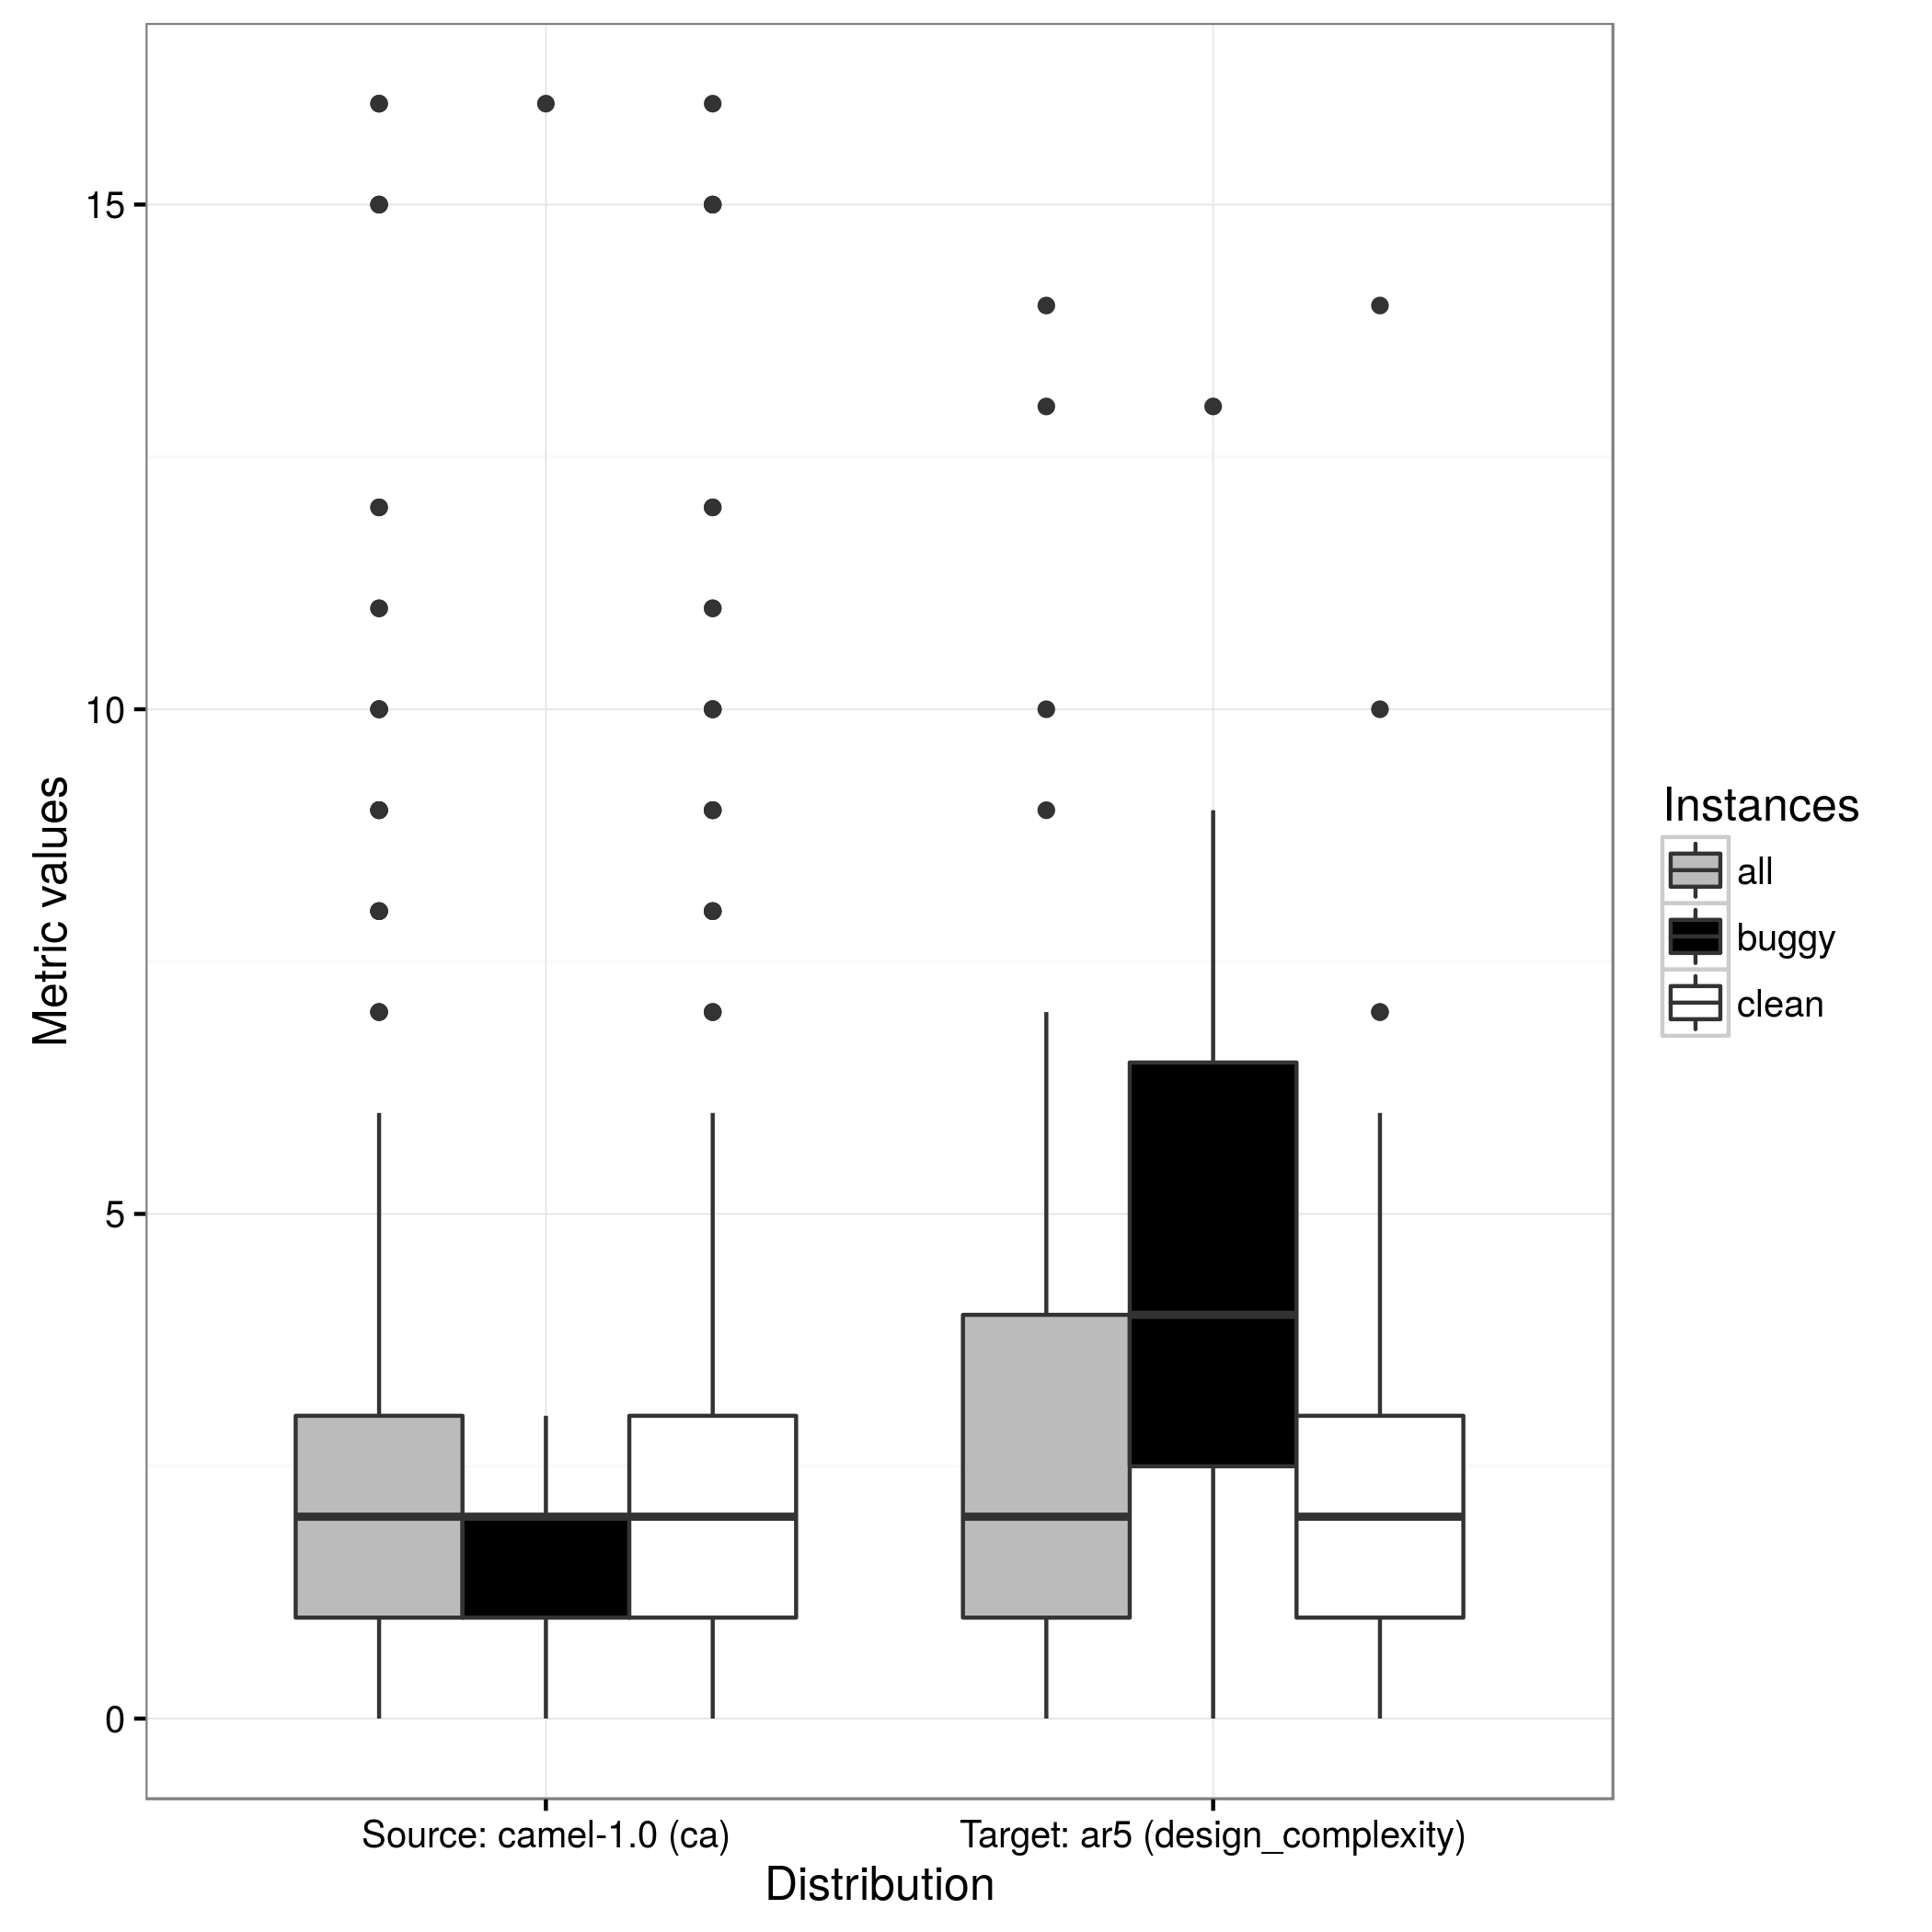 Metric values
15
10
5
0
Source: camel-1.0 (ca)
Target: ar5 (design_complexity)
Distribution
Instances
all
buggy
clean